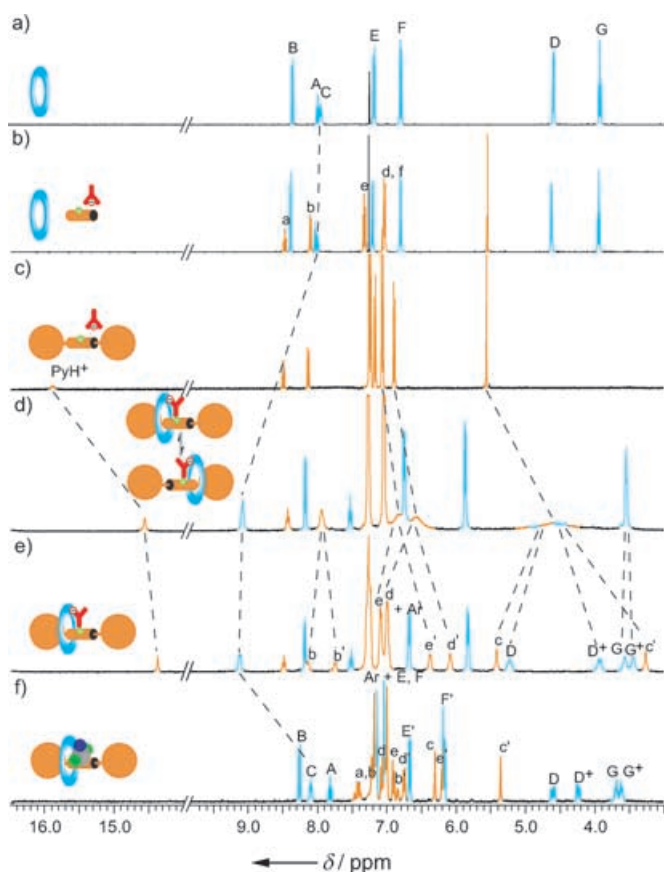 a)
B A C E F D G
b)
a b e d, f
c)
PyH+
d)
e)
b b' e d + Ar e' d' c D D+ G G+ c'
Ar + E, F
f)
B C A a,b d e b' d' E' c e' F' c' D D+ G G+
16.0 15.0 9.0 8.0 7.0 6.0 5.0 4.0
δ / ppm